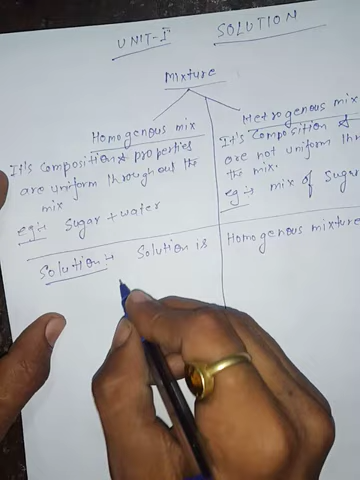 UNIT-I SOLUTION
Mixture
Homogenous mix
It's composition & properties
are uniform throughout the
mix
eg:- Sugar + water
Hetrogenous mix
It's composition &
are not uniform thr
the mix.
eg:- mix of Sugar
Solution:- Solution is Homogenous mixture